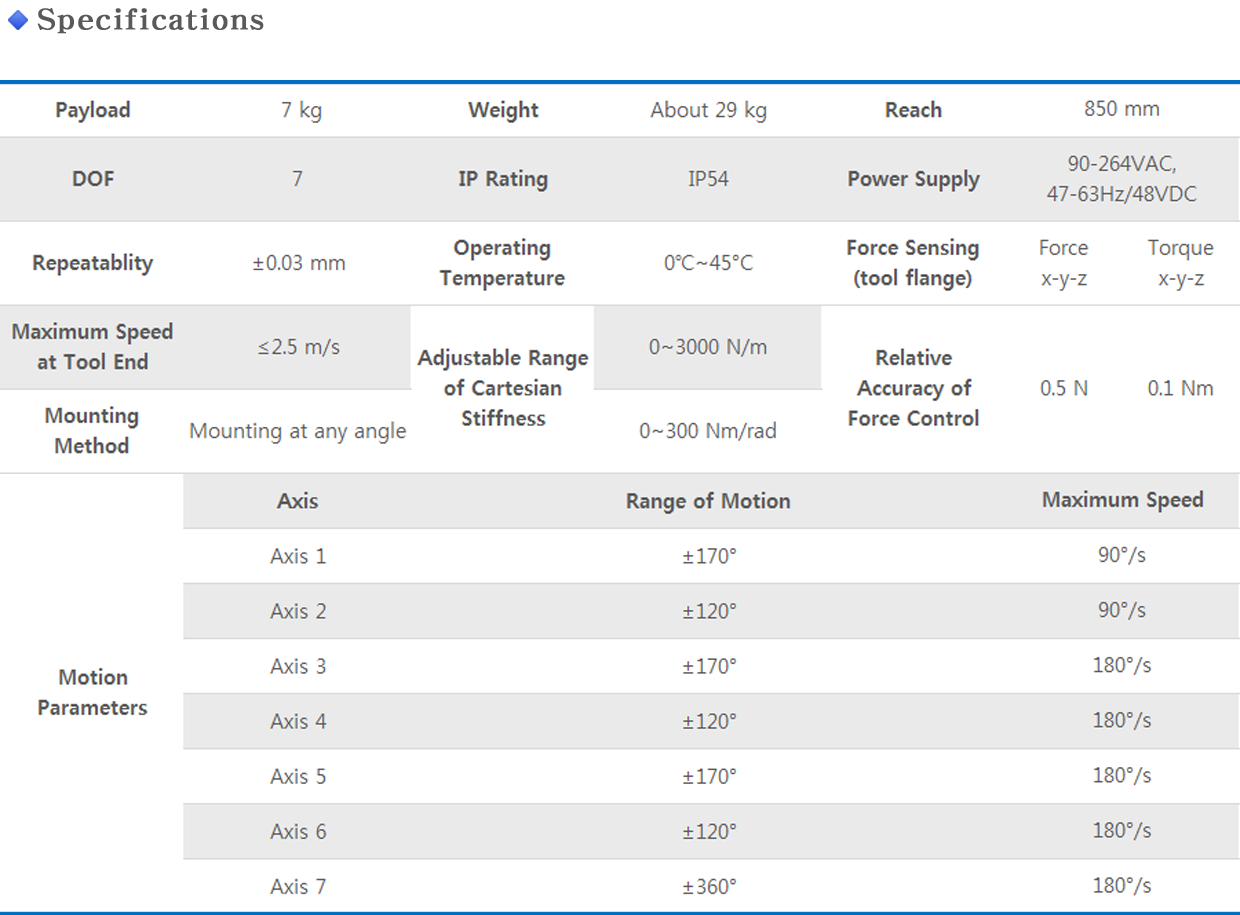 Specifications
Payload 7 kg Weight About 29 kg Reach 850 mm
DOF 7 IP Rating IP54 Power Supply 90-264VAC,
47-63Hz/48VDC
Repeatablity ±0.03 mm Operating
Temperature 0℃~45°C Force Sensing
(tool flange) Force
x-y-z Torque
x-y-z
Maximum Speed
at Tool End ≤2.5 m/s Adjustable Range
of Cartesian
Stiffness 0~3000 N/m Relative
Accuracy of
Force Control 0.5 N 0.1 Nm
Mounting
Method Mounting at any angle 0~300 Nm/rad
Motion
Parameters
Axis Range of Motion Maximum Speed
Axis 1 ±170° 90°/s
Axis 2 ±120° 90°/s
Axis 3 ±170° 180°/s
Axis 4 ±120° 180°/s
Axis 5 ±170° 180°/s
Axis 6 ±120° 180°/s
Axis 7 ±360° 180°/s